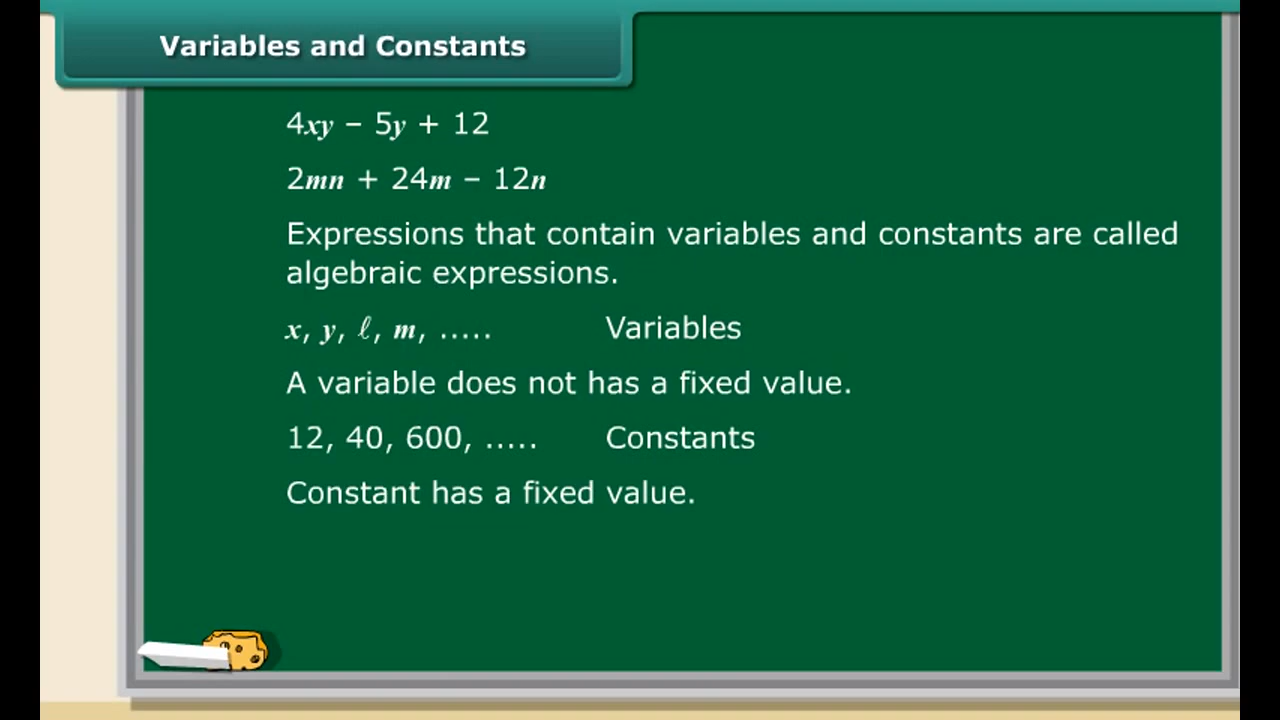 Variables and Constants
4xy – 5y + 12
2mn + 24m – 12n
Expressions that contain variables and constants are called
algebraic expressions.
x, y, ℓ, m, ..... Variables
A variable does not has a fixed value.
12, 40, 600, ..... Constants
Constant has a fixed value.